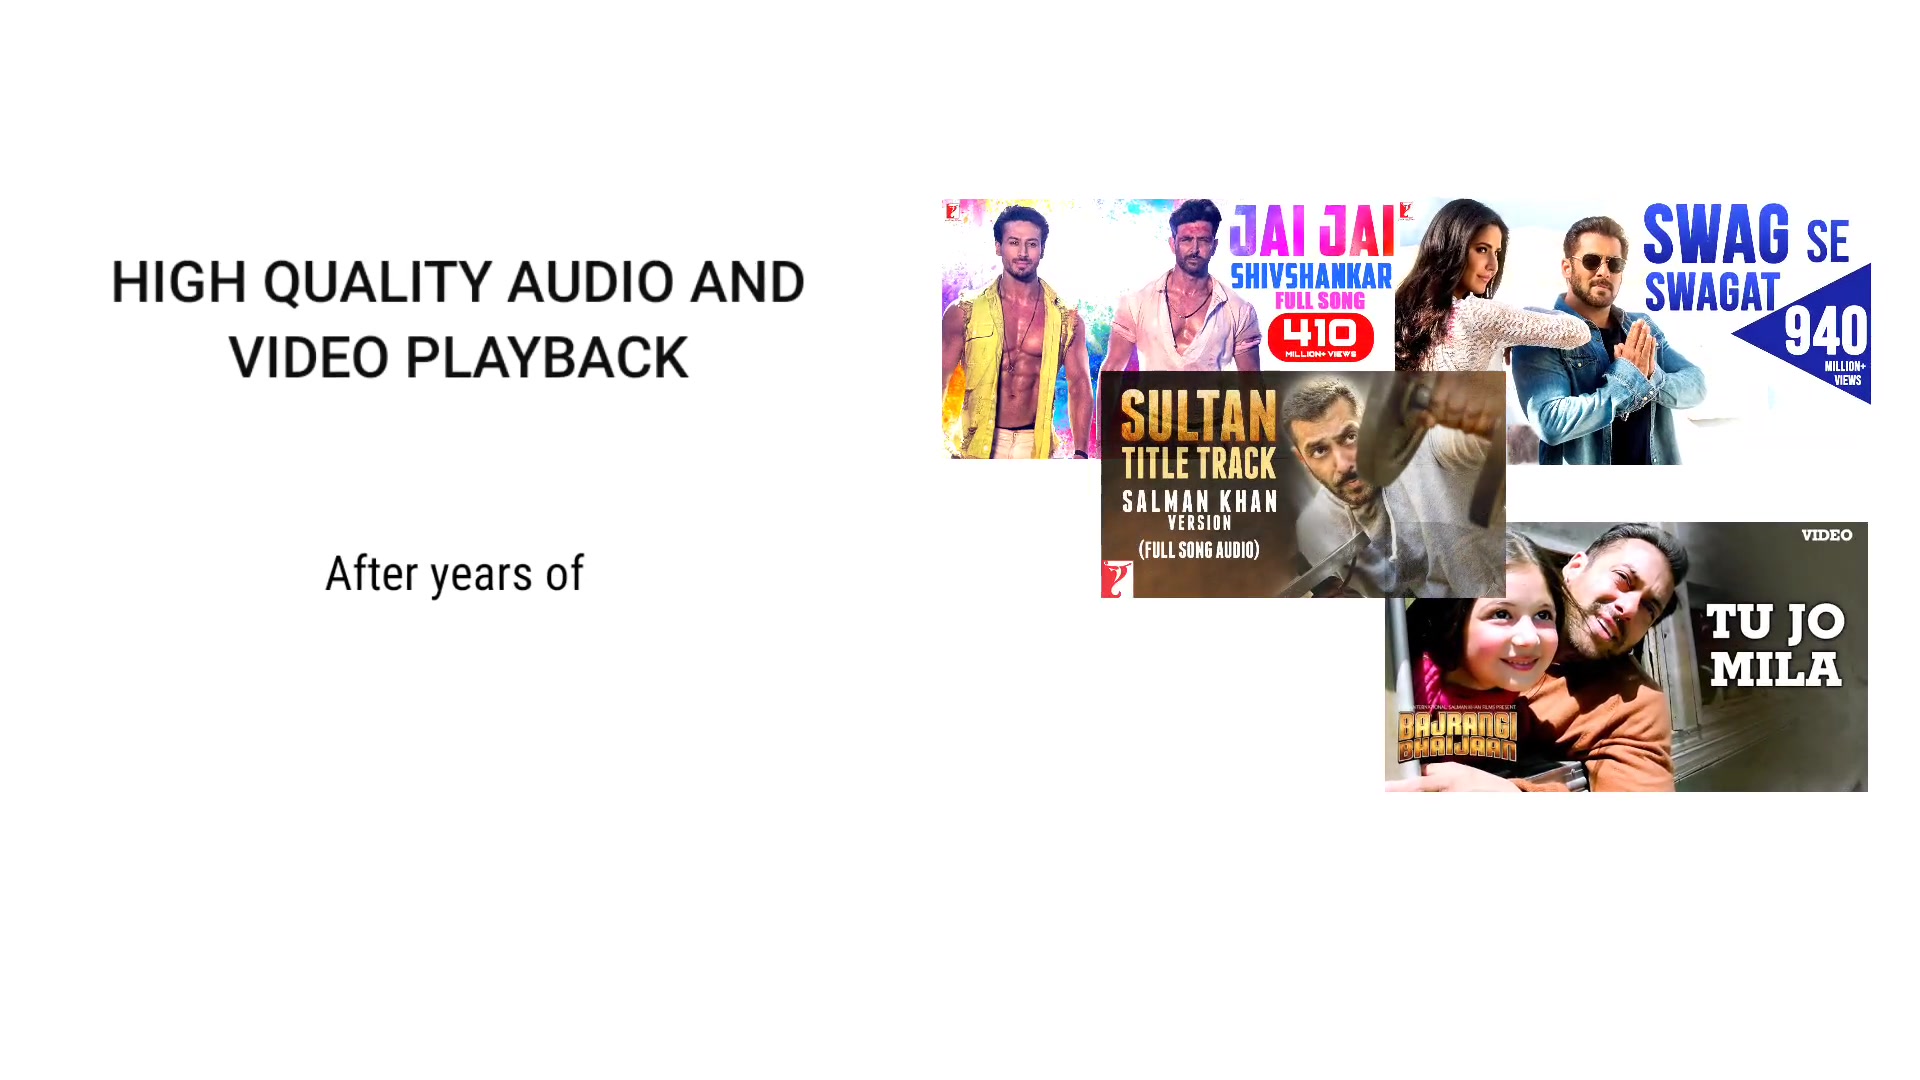 HIGH QUALITY AUDIO AND
VIDEO PLAYBACK
After years of
JAI JAI
SHIVSHANKAR
FULL SONG
410
MILLION+ VIEWS
SWAG SE
SWAGAT
940
MILLION+
VIEWS
SULTAN
TITLE TRACK
SALMAN KHAN
VERSION
(FULL SONG AUDIO)
VIDEO
TU JO
MILA
BAJRANGI
BHAIJAAN